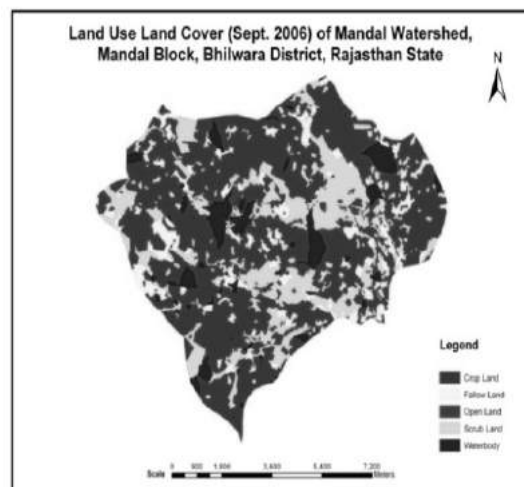 Land Use Land Cover (Sept. 2006) of Mandal Watershed,
Mandal Block, Bhilwara District, Rajasthan State
N
Legend
Crop Land
Fallow Land
Open Land
Scrub Land
Waterbody
Scale 0 900 1,800 3,600 5,400 7,200
Meters